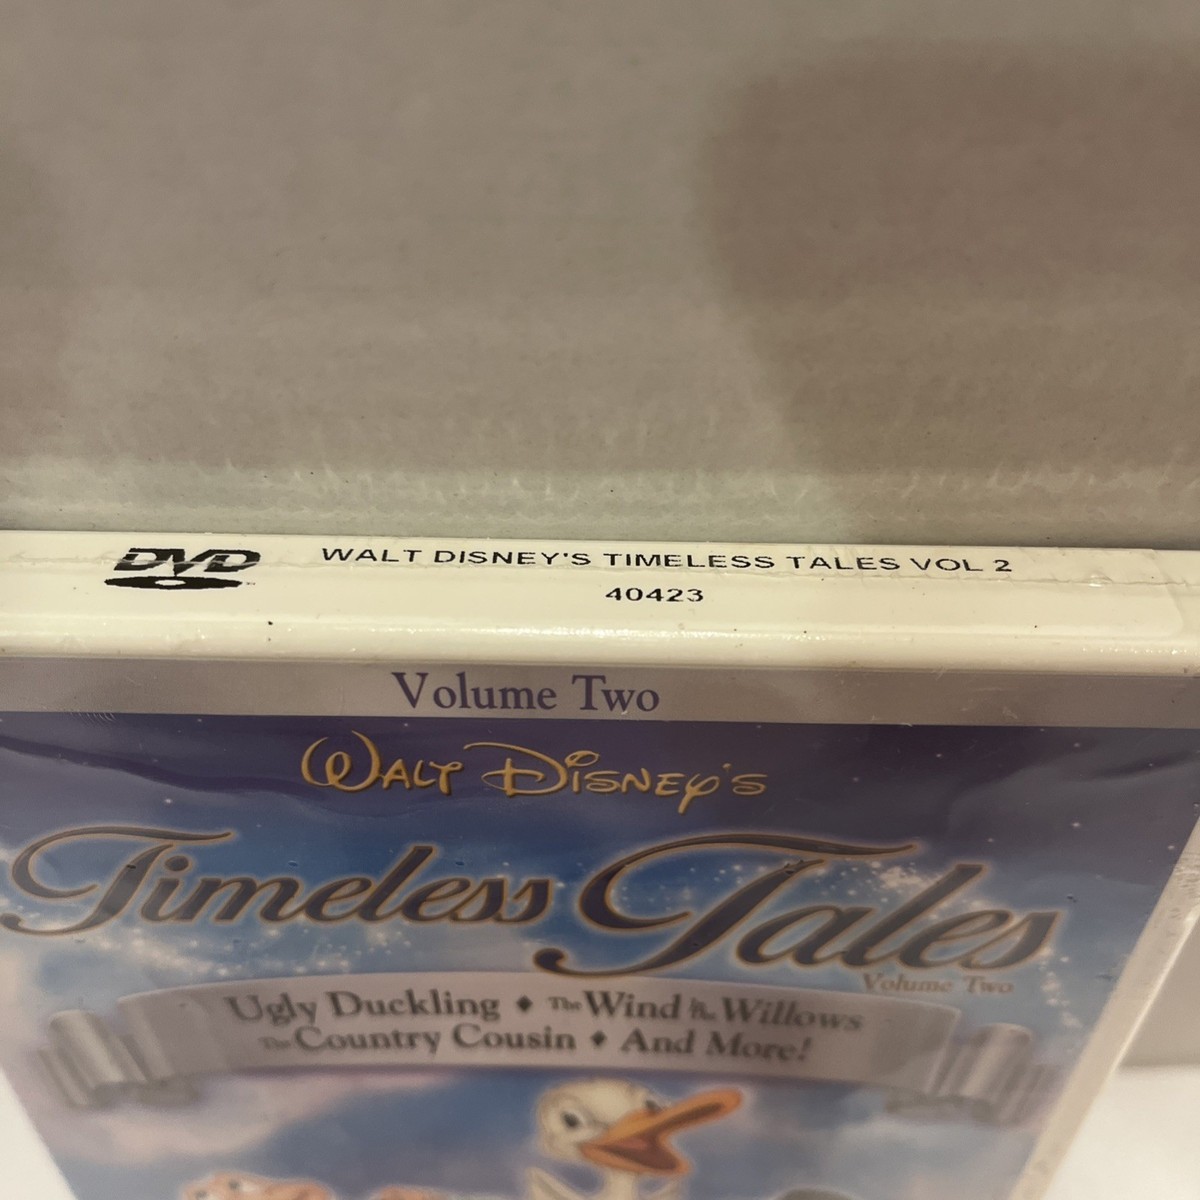 DVD
WALT DISNEY'S TIMELESS TALES VOL 2
40423
Volume Two
WALT DISNEY'S
Timeless Tales
Volume Two
Ugly Duckling ♦ The Wind in the Willows
The Country Cousin ♦ And More!